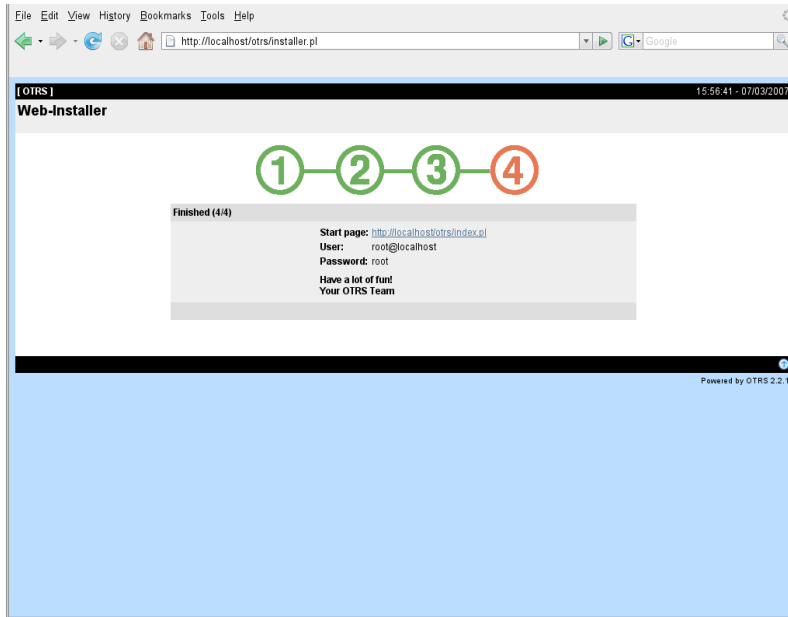 File Edit View History Bookmarks Tools Help
http://localhost/otrs/installer.pl G Google
[ OTRS ] 15:56:41 - 07/03/2007
Web-Installer
1 2 3 4
Finished (4/4)
Start page: http://localhost/otrs/index.pl
User: root@localhost
Password: root
Have a lot of fun!
Your OTRS Team
Powered by OTRS 2.2.1